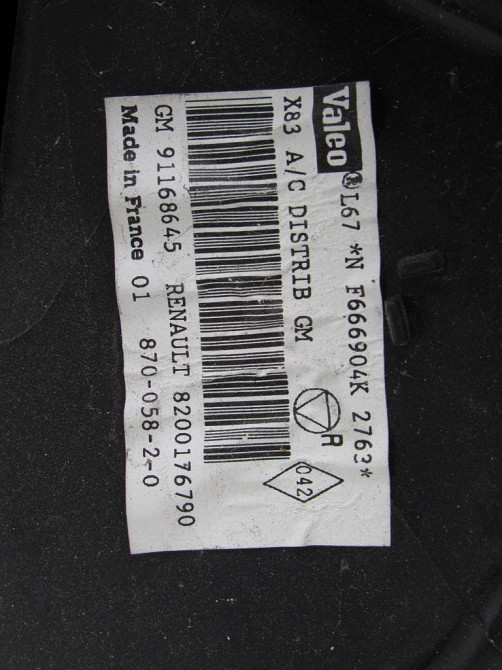 Valeo L67 *N F666904K 2763*
X83 A/C DISTRIB GM R 042
GM 91168645 RENAULT 8200176790
Made in France 01 870-058-2-0